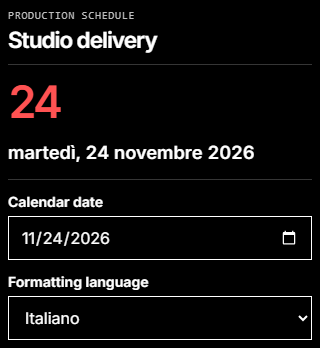 PRODUCTION SCHEDULE
Studio delivery
24
martedì, 24 novembre 2026
Calendar date
11/24/2026
Formatting language
Italiano